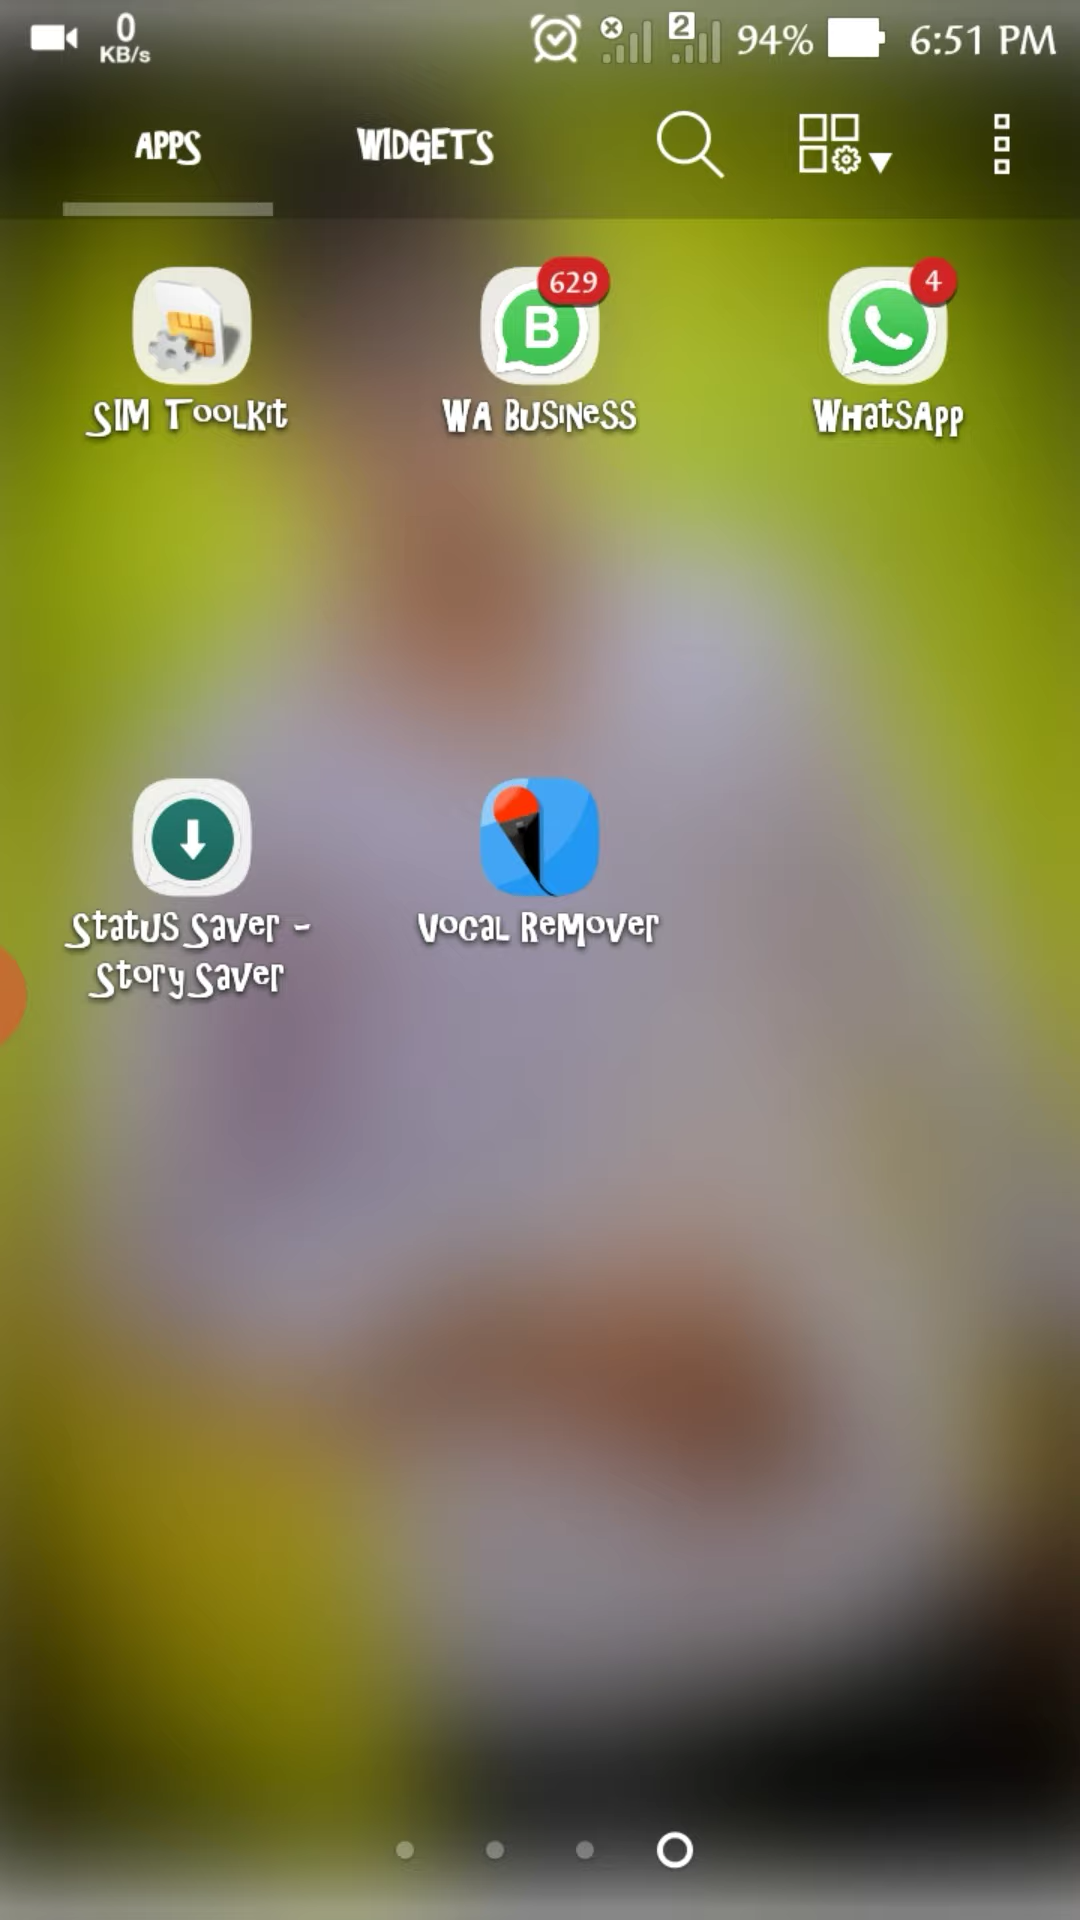 0
KB/s
2
94%
6:51 PM
APPS
WIDGETS
629
B
4
SIM Toolkit
WA Business
WhatsApp
Status Saver -
Story Saver
Vocal Remover